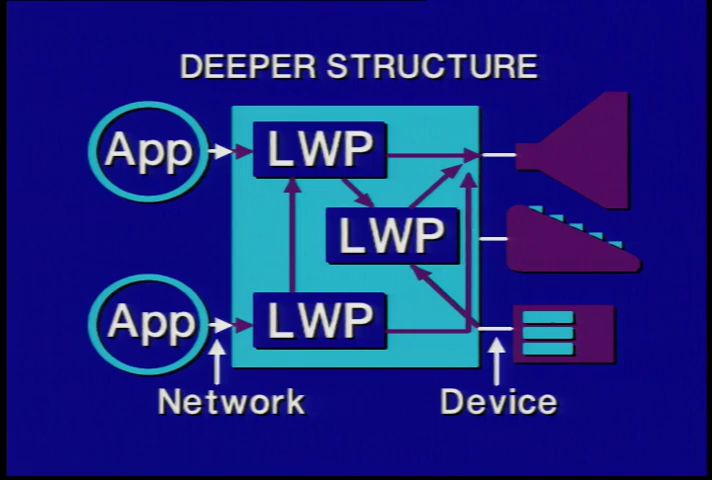 DEEPER STRUCTURE
App
LWP
LWP
App
LWP
Network
Device